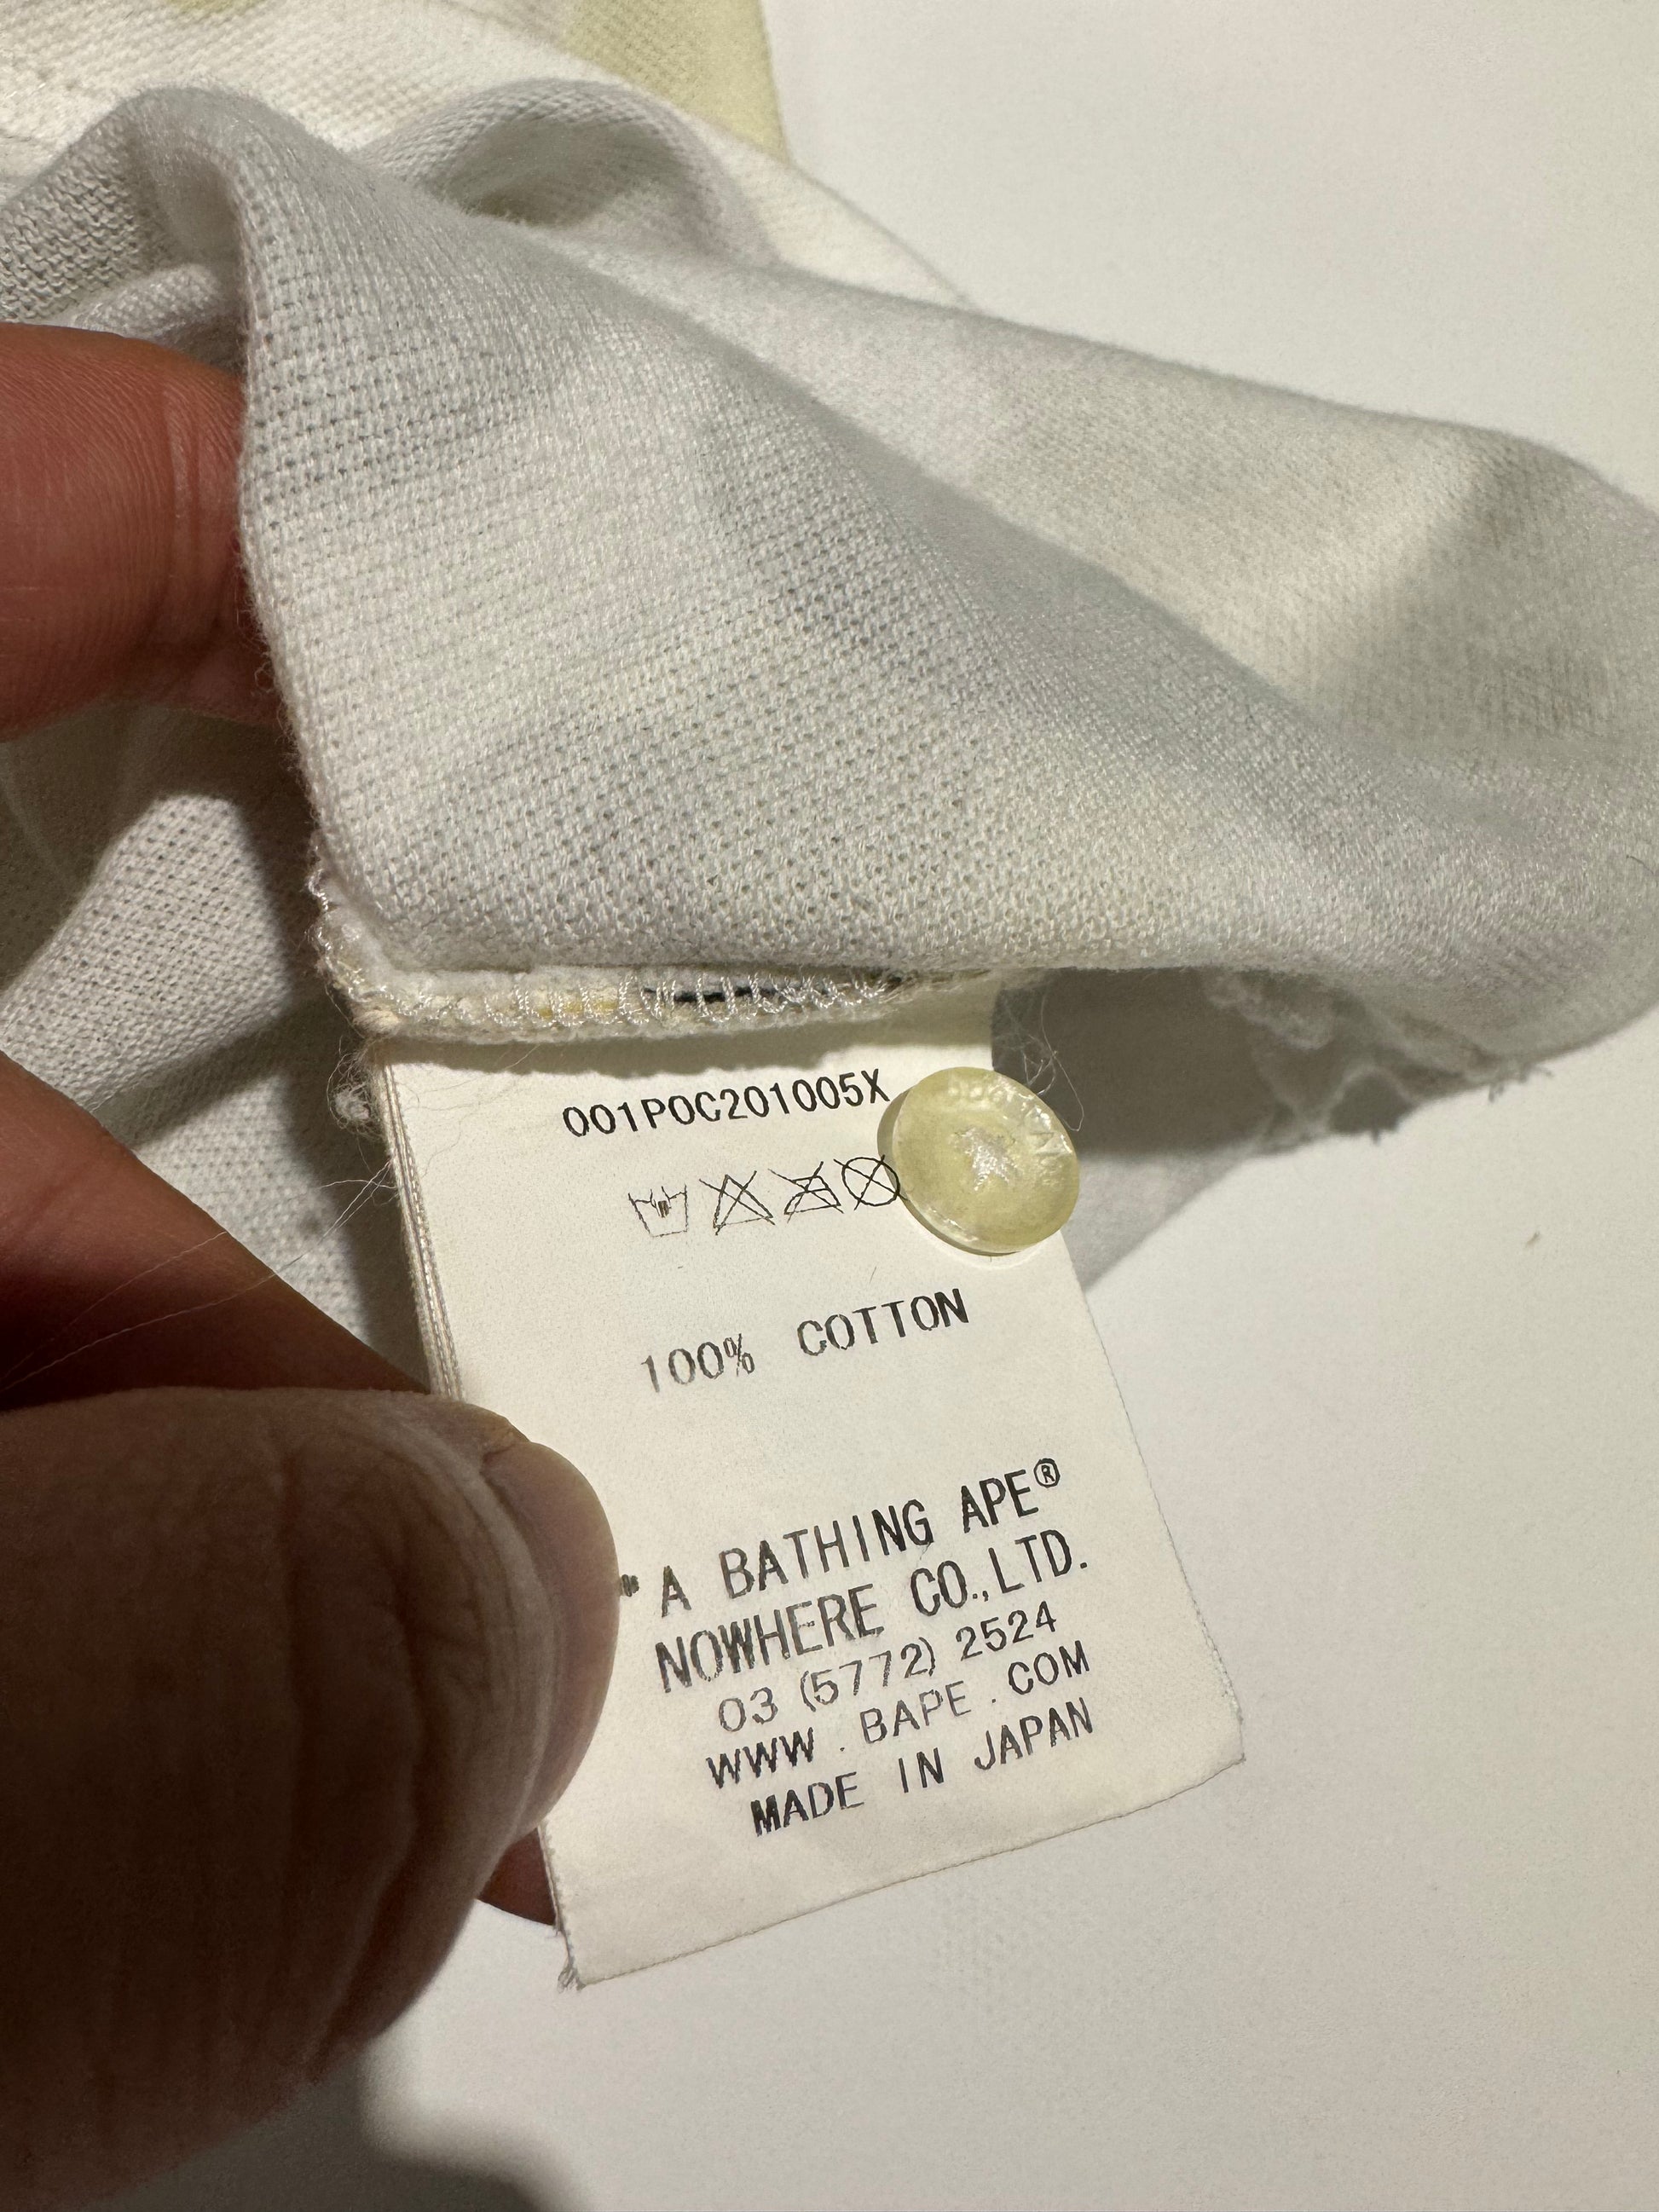 001POC201005X
100% COTTON
A BATHING APE®
NOWHERE CO.,LTD.
03 (5772) 2524
WWW . BAPE . COM
MADE IN JAPAN